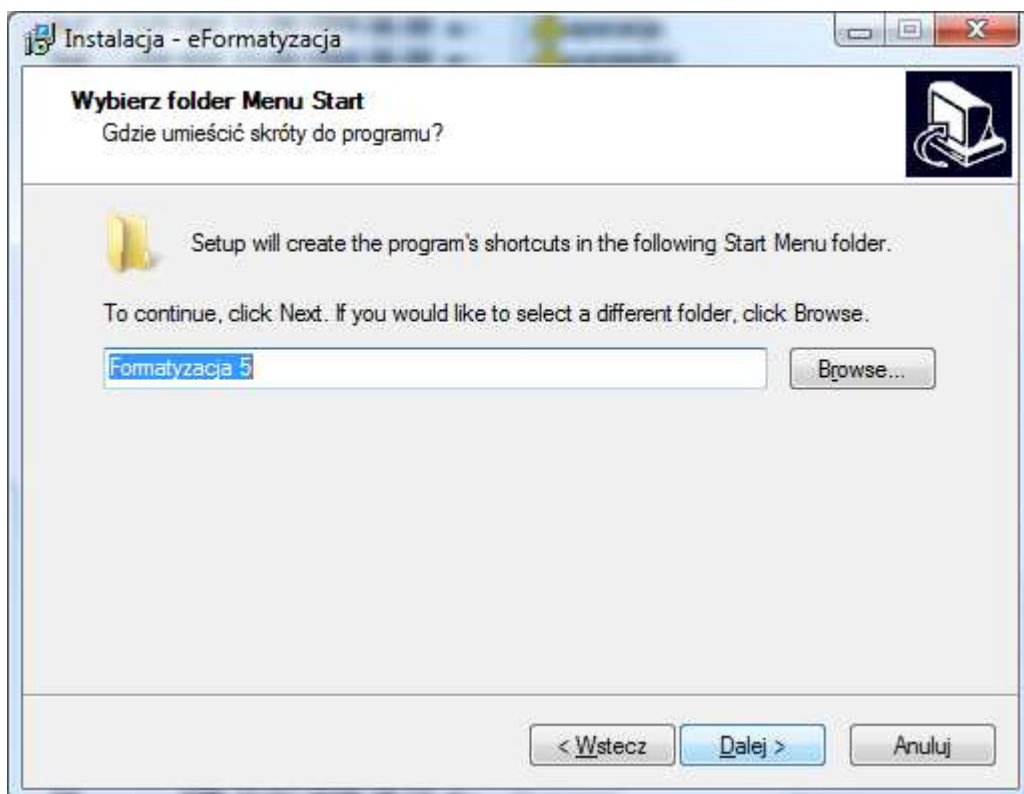 Instalacja - eFormatyzacja
Wybierz folder Menu Start
Gdzie umieścić skróty do programu?
Setup will create the program's shortcuts in the following Start Menu folder.
To continue, click Next. If you would like to select a different folder, click Browse.
Formatyzacja 5
Browse...
< Wstecz
Dalej >
Anuluj